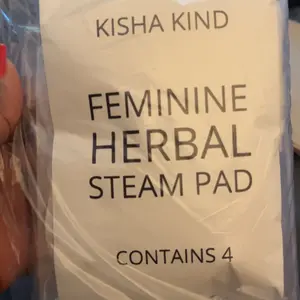 KISHA KIND
FEMININE
HERBAL
STEAM PAD
CONTAINS 4